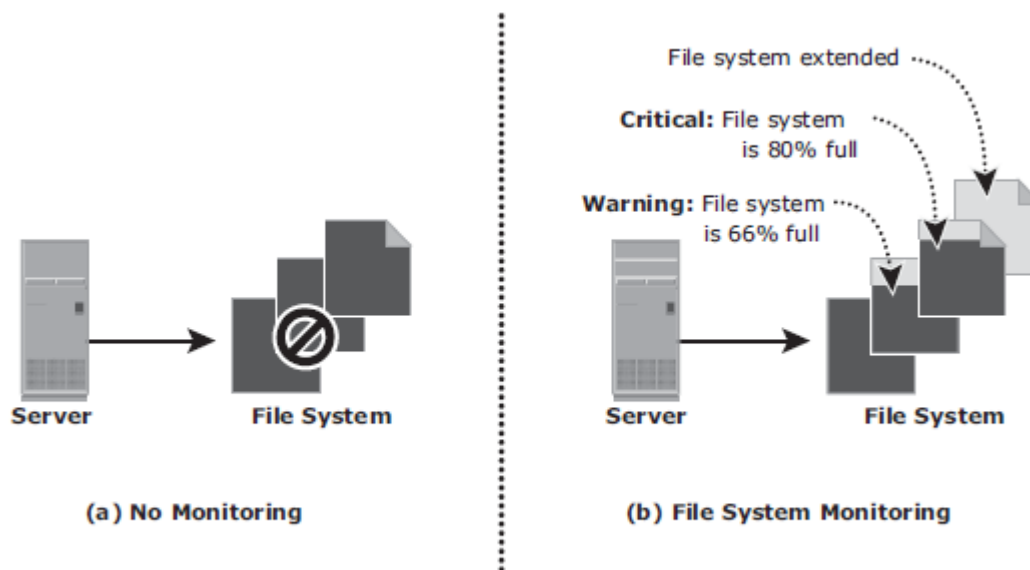 Server
File System
(a) No Monitoring
File system extended
Critical: File system
is 80% full
Warning: File system
is 66% full
Server
File System
(b) File System Monitoring